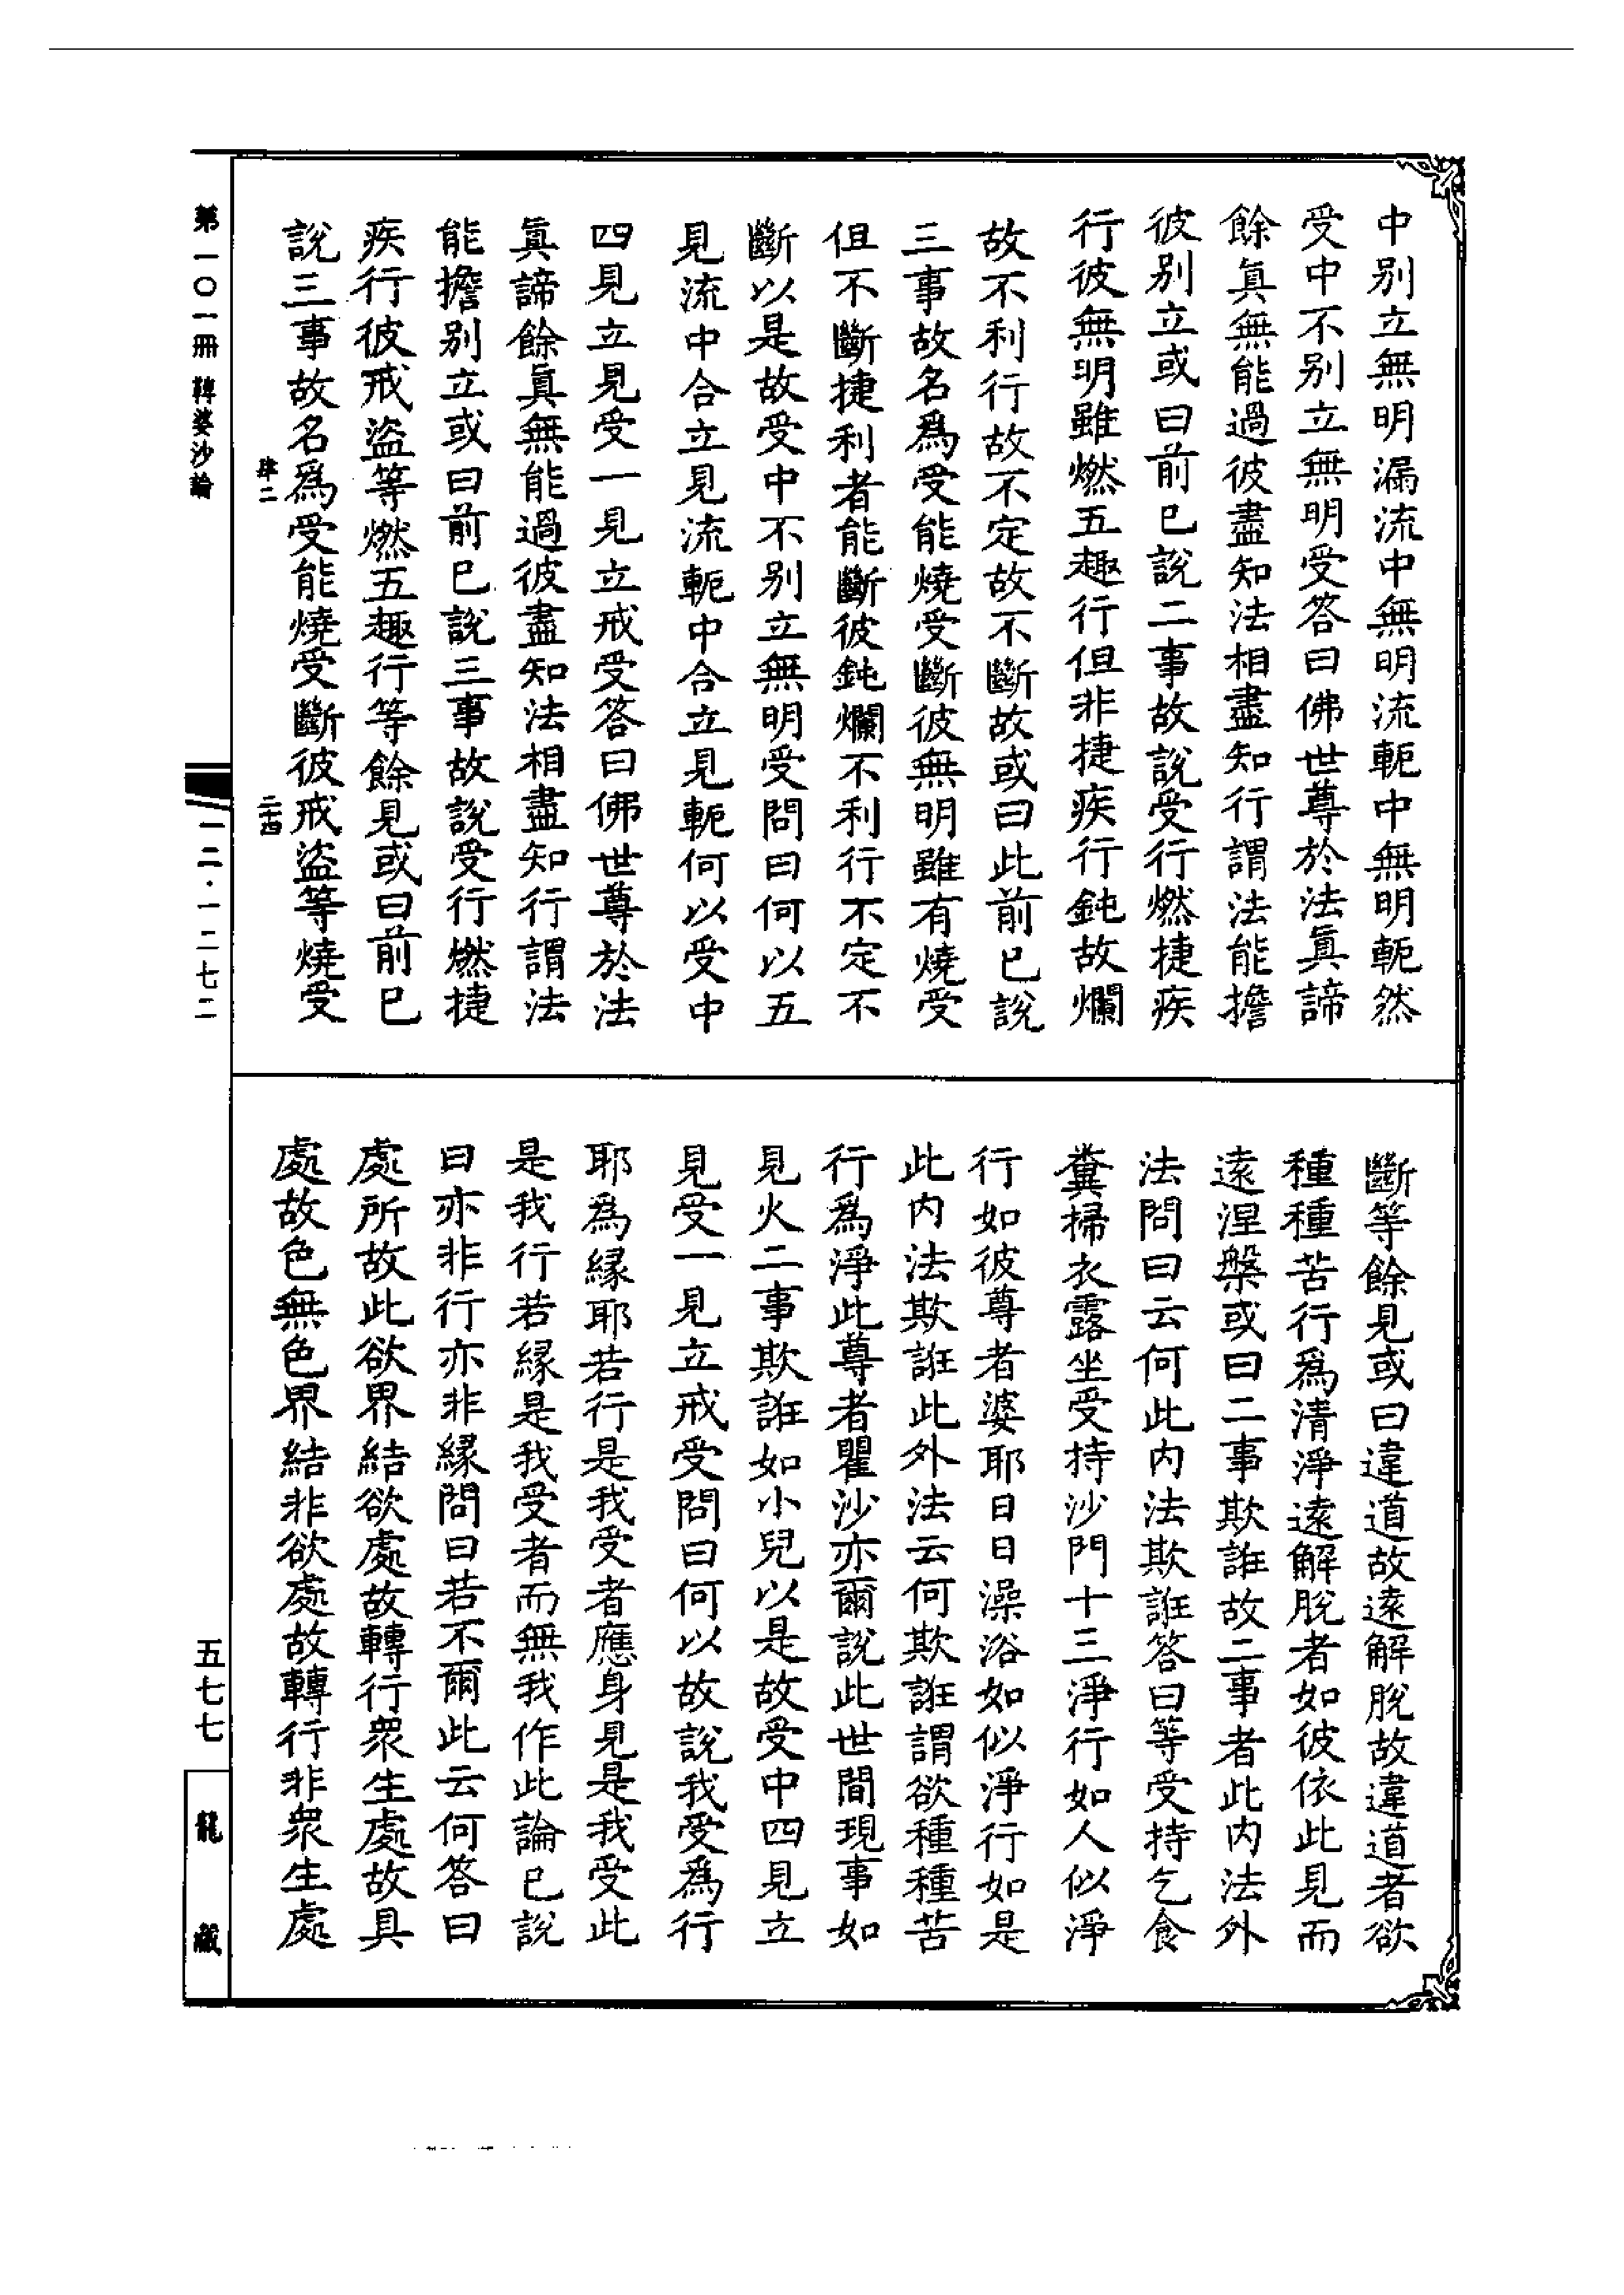 中别立無明漏流中無明流軛中無明軛然
受中不别立無明受答曰佛世尊於法真諦
餘真無能過彼盡知法相盡知行謂法能擔
彼别立或曰前已說二事故說受行燃捷疾
行彼無明雖燃五趣行但非捷疾行鈍故爛
故不利行故不定故不斷故或曰此前已說
三事故名爲受能燒受斷彼無明雖有燒受
但不斷捷利者能斷彼鈍爛不利行不定不
斷以是故受中不别立無明受問曰何以五
見流中合立見流軛中合立見軛何以受中
四見立見受一見立戒受答曰佛世尊於法
真諦餘真無能過彼盡知法相盡知行謂法
能擔别立或曰前已說三事故說受行燃捷
疾行彼戒盜等燃五趣行等餘見或曰前已
說三事故名爲受能燒受斷彼戒盜等燒受
斷等餘見或曰違道故遠解脫故違道者欲
種種苦行爲清淨遠解脫者如彼依此見而
遠涅槃或曰二事欺誑故二事者此内法外
法問曰云何此内法欺誑答曰等受持乞食
糞掃衣露坐受持沙門十三淨行如人似淨
行如彼尊者婆耶日日澡浴如似淨行如是
此内法欺誑此外法云何欺誑謂欲種種苦
行爲淨此尊者瞿沙亦爾說此世間現事如
見火二事欺誑如小兒以是故受中四見立
見受一見立戒受問曰何以故說我受爲行
耶爲緣耶若行是我受者應身見是我受此
是我行若緣是我受者而無我作此論已說
曰亦非行亦非緣問曰若不爾此云何答曰
處所故此欲界結欲處故轉行衆生處故具
處故色無色界結非欲處故轉行非衆生處
第一〇一冊 鞞婆沙論
肆二
二十四
一二·一二七二
五七七
龍藏